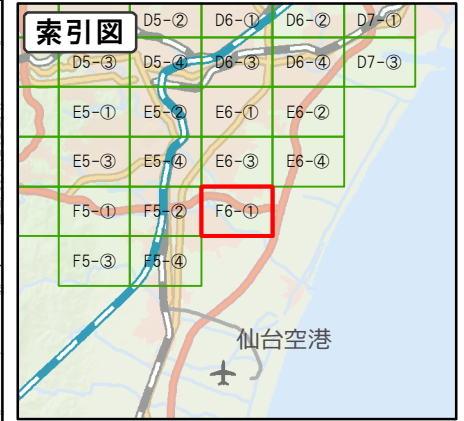 索引図
D5-② D6-① D6-② D7-①
D5-③ D5-④ D6-③ D6-④ D7-③
E5-① E5-② E6-① E6-②
E5-③ E5-④ E6-③ E6-④
F5-① F5-② F6-①
F5-③ F5-④
仙台空港